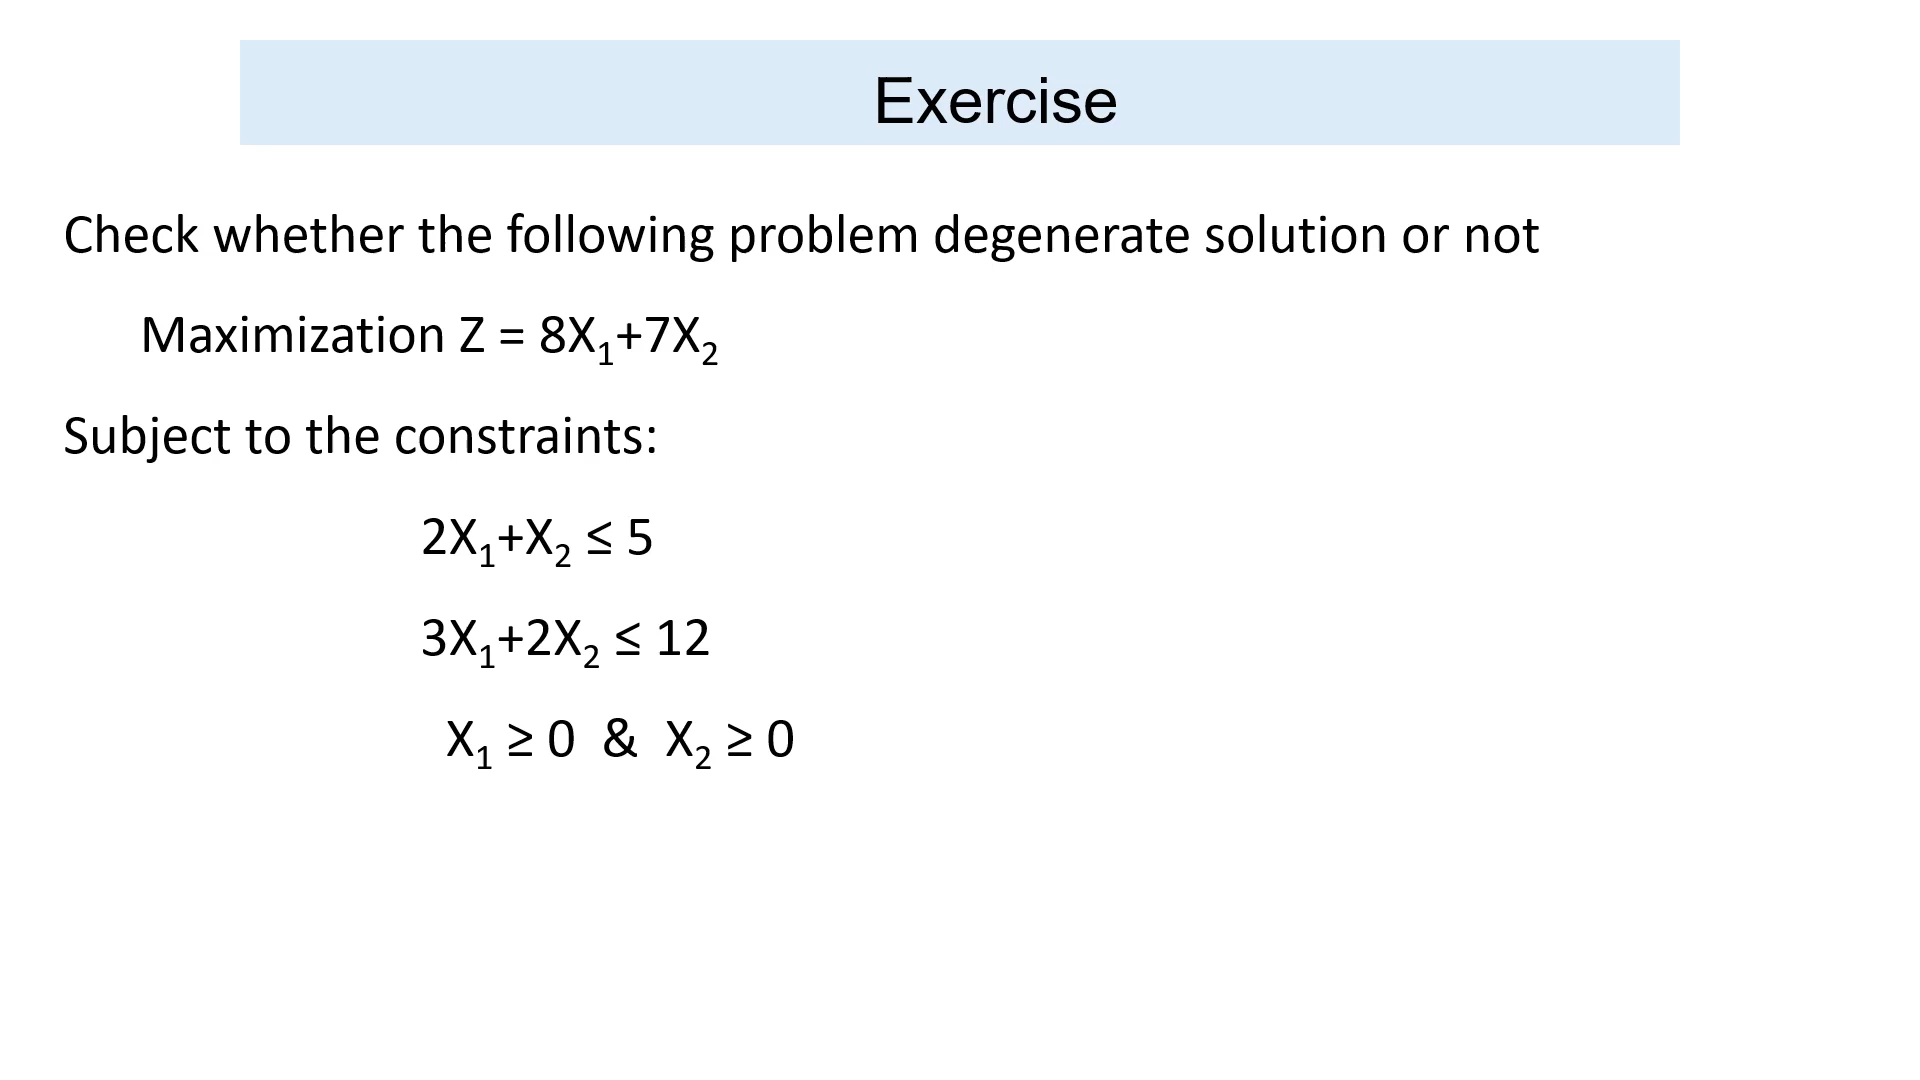 Exercise
Check whether the following problem degenerate solution or not
Maximization Z = 8X₁+7X₂
Subject to the constraints:
2X₁+X₂ ≤ 5
3X₁+2X₂ ≤ 12
X₁ ≥ 0 & X₂ ≥ 0